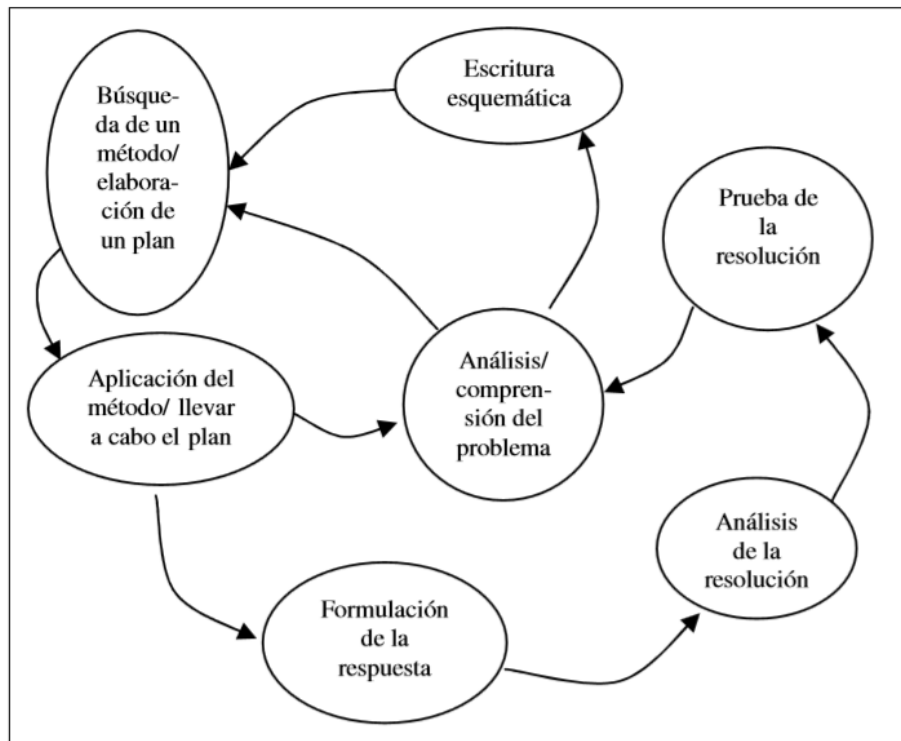 Búsque-
da de un
método/
elabora-
ción de
un plan
Escritura
esquemática
Prueba de
la
resolución
Análisis/
compren-
sión del
problema
Aplicación del
método/ llevar
a cabo el plan
Análisis
de la
resolución
Formulación
de la
respuesta